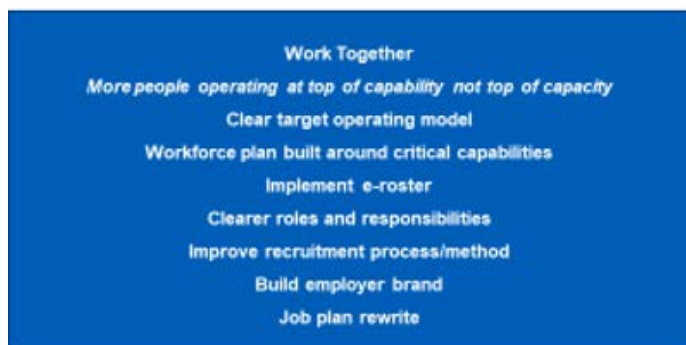 Work Together
More people operating at top of capability not top of capacity
Clear target operating model
Workforce plan built around critical capabilities
Implement e-roster
Clearer roles and responsibilities
Improve recruitment process/method
Build employer brand
Job plan rewrite